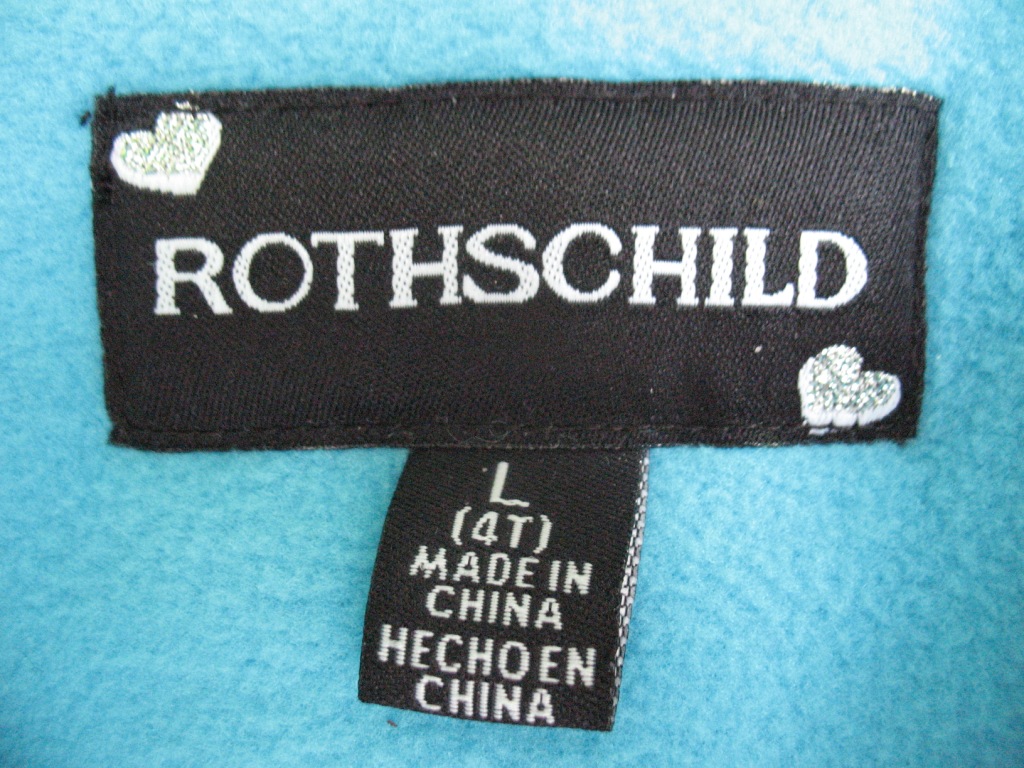 ROTHSCHILD
L
(4T)
MADE IN
CHINA
HECHO EN
CHINA